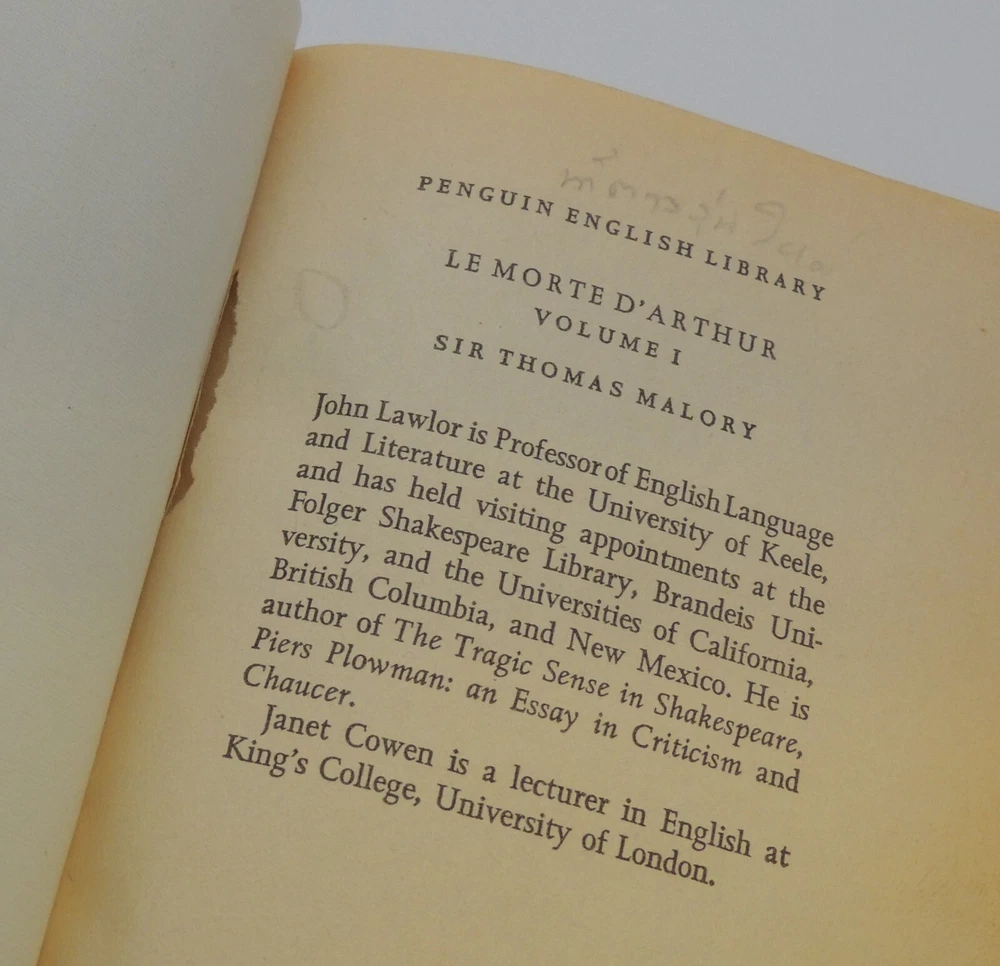 PENGUIN ENGLISH LIBRARY
LE MORTE D'ARTHUR
VOLUME I
SIR THOMAS MALORY
John Lawlor is Professor of English Language
and Literature at the University of Keele,
and has held visiting appointments at the
Folger Shakespeare Library, Brandeis Uni-
versity, and the Universities of California,
British Columbia, and New Mexico. He is
author of The Tragic Sense in Shakespeare,
Piers Plowman: an Essay in Criticism and
Chaucer.
Janet Cowen is a lecturer in English at
King's College, University of London.